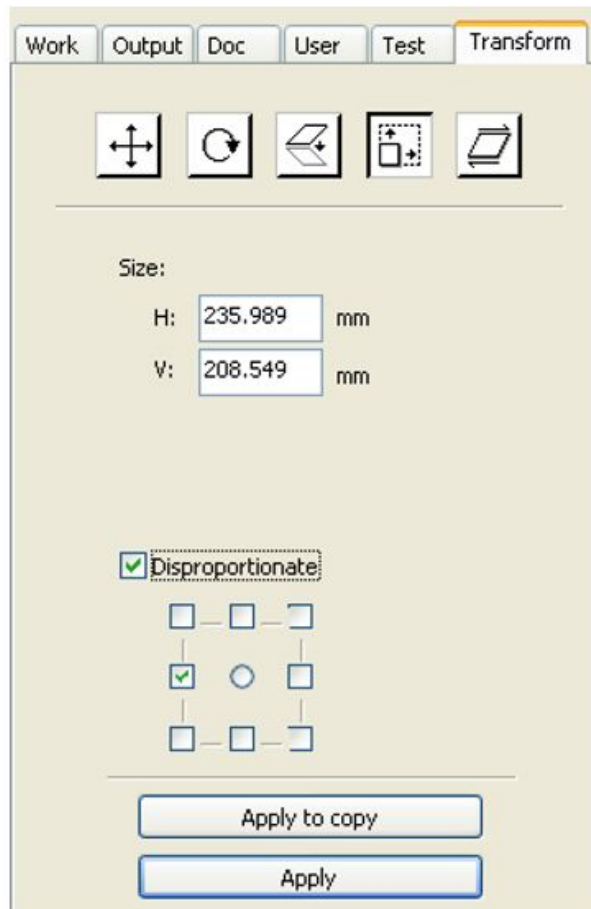 Work Output Doc User Test Transform
Size:
H: 235.989 mm
V: 208.549 mm
Disproportionate
Apply to copy
Apply